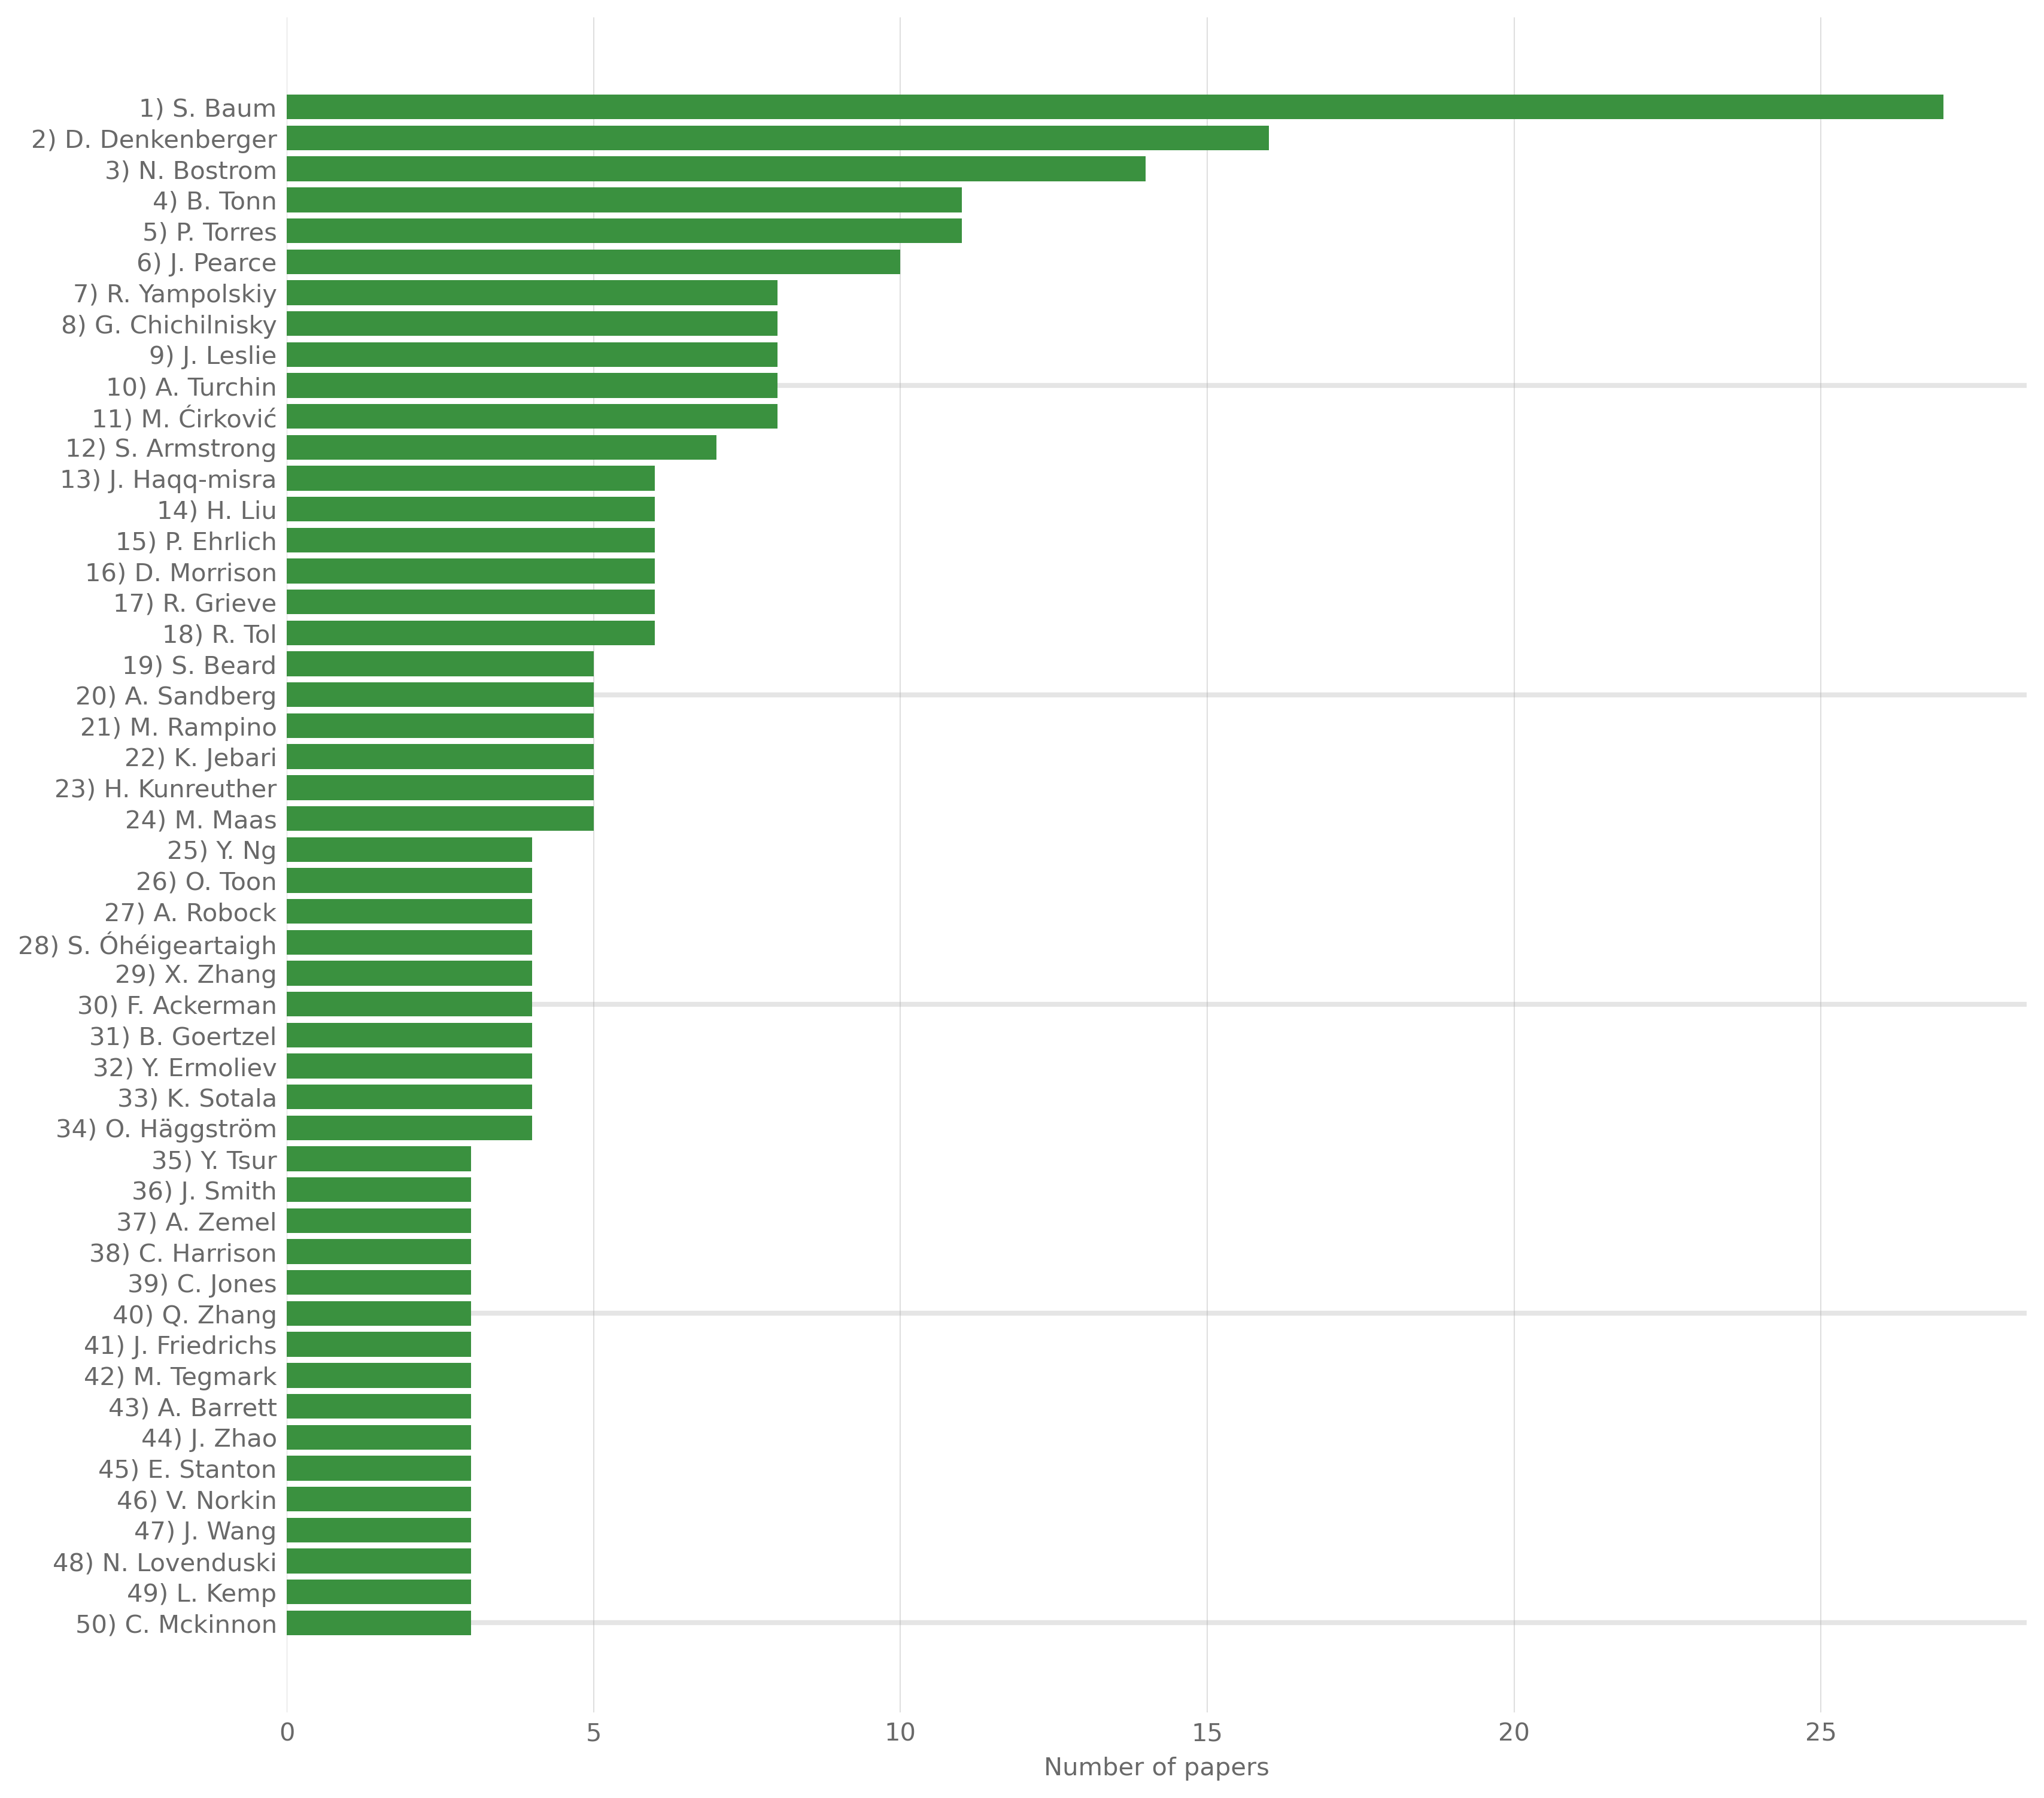 1) S. Baum
2) D. Denkenberger
3) N. Bostrom
4) B. Tonn
5) P. Torres
6) J. Pearce
7) R. Yampolskiy
8) G. Chichilnisky
9) J. Leslie
10) A. Turchin
11) M. Ćirković
12) S. Armstrong
13) J. Haqq-misra
14) H. Liu
15) P. Ehrlich
16) D. Morrison
17) R. Grieve
18) R. Tol
19) S. Beard
20) A. Sandberg
21) M. Rampino
22) K. Jebari
23) H. Kunreuther
24) M. Maas
25) Y. Ng
26) O. Toon
27) A. Robock
28) S. Óhéigeartaigh
29) X. Zhang
30) F. Ackerman
31) B. Goertzel
32) Y. Ermoliev
33) K. Sotala
34) O. Häggström
35) Y. Tsur
36) J. Smith
37) A. Zemel
38) C. Harrison
39) C. Jones
40) Q. Zhang
41) J. Friedrichs
42) M. Tegmark
43) A. Barrett
44) J. Zhao
45) E. Stanton
46) V. Norkin
47) J. Wang
48) N. Lovenduski
49) L. Kemp
50) C. Mckinnon
0 5 10 15 20 25
Number of papers